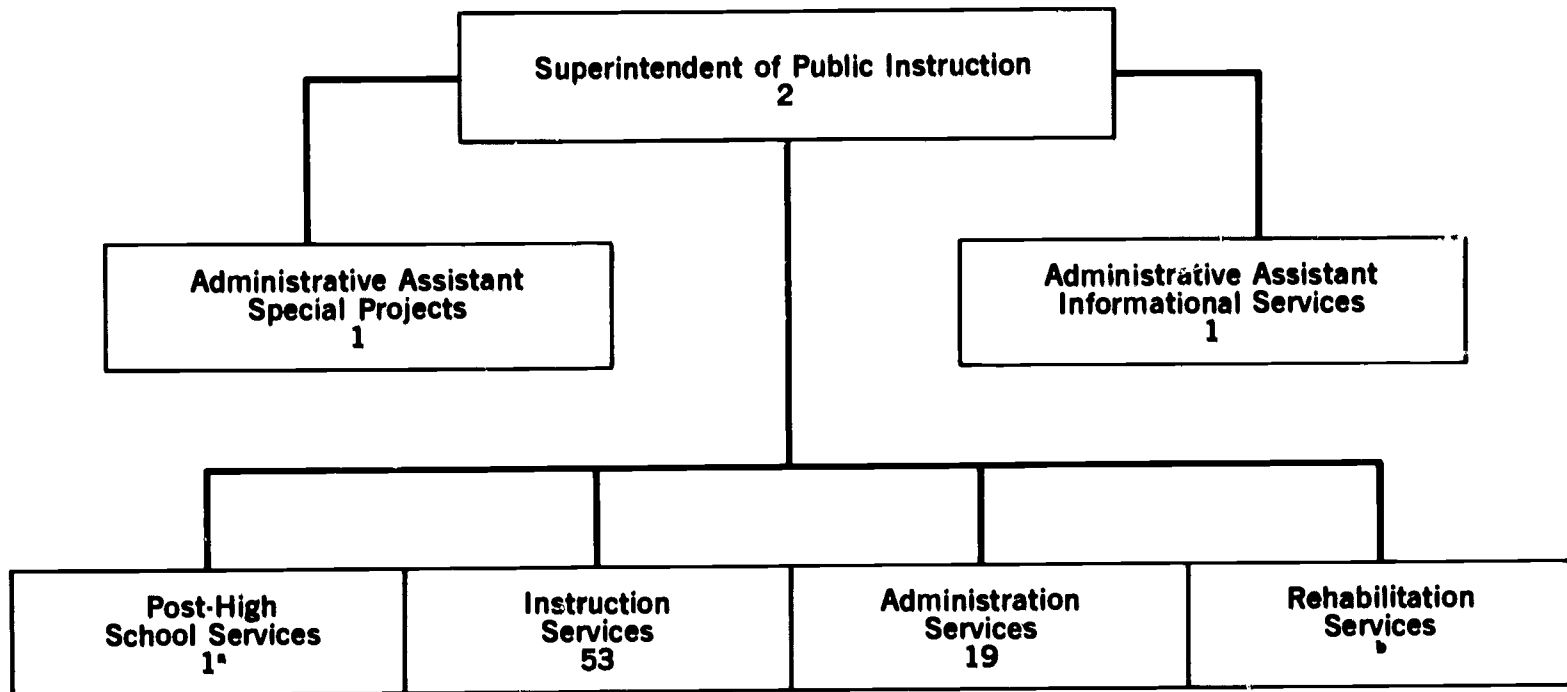 Superintendent of Public Instruction
2
Administrative Assistant
Special Projects
1
Administrative Assistant
Informational Services
1
Post-High
School Services
1ᵃ
Instruction
Services
53
Administration
Services
19
Rehabilitation
Services
ᵇ